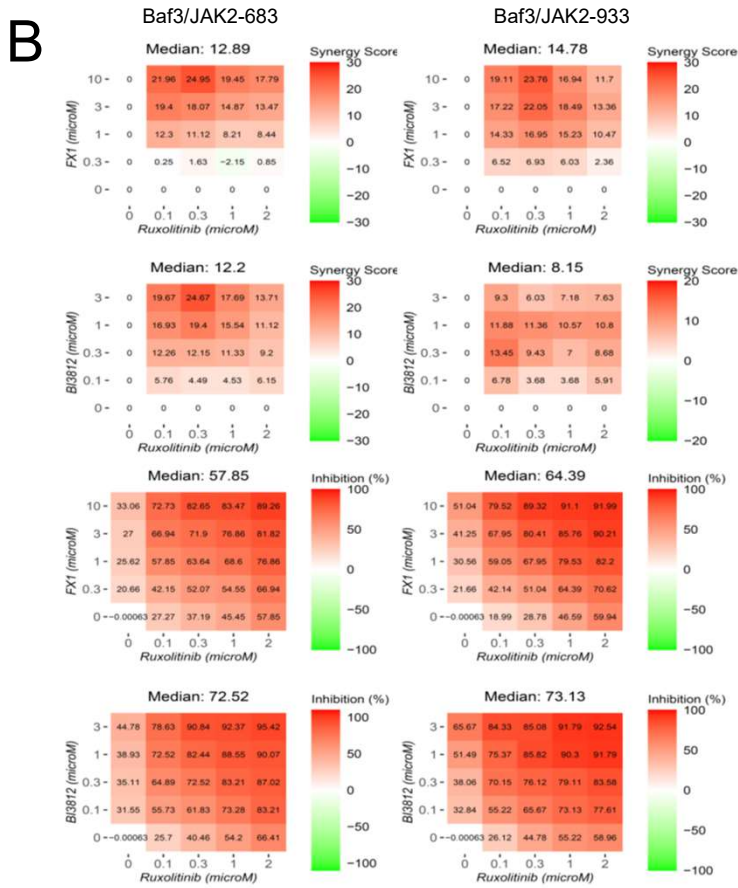 B
Baf3/JAK2-683
Baf3/JAK2-933
Median: 12.89
Synergy Score
FX1 (microM)
10 0 21.96 24.95 19.45 17.79
3 0 19.4 18.07 14.87 13.47
1 0 12.3 11.12 8.21 8.44
0.3 0 0.25 1.63 −2.15 0.85
0 0 0 0 0 0
0 0.1 0.3 1 2
Ruxolitinib (microM)
30
20
10
0
−10
−20
−30
Median: 14.78
Synergy Score
FX1 (microM)
10 0 19.11 23.76 16.94 11.7
3 0 17.22 22.05 18.49 13.36
1 0 14.33 16.95 15.23 10.47
0.3 0 6.52 6.93 6.03 2.36
0 0 0 0 0 0
0 0.1 0.3 1 2
Ruxolitinib (microM)
30
20
10
0
−10
−20
−30
Median: 12.2
Synergy Score
BI3812 (microM)
3 0 19.67 24.67 17.69 13.71
1 0 16.93 19.4 15.54 11.12
0.3 0 12.26 12.15 11.33 9.2
0.1 0 5.76 4.49 4.53 6.15
0 0 0 0 0 0
0 0.1 0.3 1 2
Ruxolitinib (microM)
30
20
10
0
−10
−20
−30
Median: 8.15
Synergy Score
BI3812 (microM)
3 0 9.3 6.03 7.18 7.63
1 0 11.88 11.36 10.57 10.8
0.3 0 13.45 9.43 7 8.68
0.1 0 6.78 3.68 3.68 5.91
0 0 0 0 0 0
0 0.1 0.3 1 2
Ruxolitinib (microM)
20
10
0
−10
−20
Median: 57.85
Inhibition (%)
FX1 (microM)
10 33.06 72.73 82.65 83.47 89.26
3 27 66.94 71.9 76.86 81.82
1 25.62 57.85 63.64 68.6 76.86
0.3 20.66 42.15 52.07 54.55 66.94
0 −0.00063 27.27 37.19 45.45 57.85
0 0.1 0.3 1 2
Ruxolitinib (microM)
100
50
0
−50
−100
Median: 64.39
Inhibition (%)
FX1 (microM)
10 51.04 79.52 89.32 91.1 91.99
3 41.25 67.95 80.41 85.76 90.21
1 30.56 59.05 67.95 79.53 82.2
0.3 21.66 42.14 51.04 64.39 70.62
0 −0.00063 18.99 28.78 46.59 59.94
0 0.1 0.3 1 2
Ruxolitinib (microM)
100
50
0
−50
−100
Median: 72.52
Inhibition (%)
BI3812 (microM)
3 44.78 78.63 90.84 92.37 95.42
1 38.93 72.52 82.44 88.55 90.07
0.3 35.11 64.89 72.52 83.21 87.02
0.1 31.55 55.73 61.83 73.28 83.21
0 −0.00063 25.7 40.46 54.2 66.41
0 0.1 0.3 1 2
Ruxolitinib (microM)
100
50
0
−50
−100
Median: 73.13
Inhibition (%)
BI3812 (microM)
3 65.67 84.33 85.08 91.79 92.54
1 51.49 75.37 85.82 90.3 91.79
0.3 38.06 70.15 76.12 79.11 83.58
0.1 32.84 55.22 65.67 73.13 77.61
0 −0.00063 26.12 44.78 55.22 58.96
0 0.1 0.3 1 2
Ruxolitinib (microM)
100
50
0
−50
−100